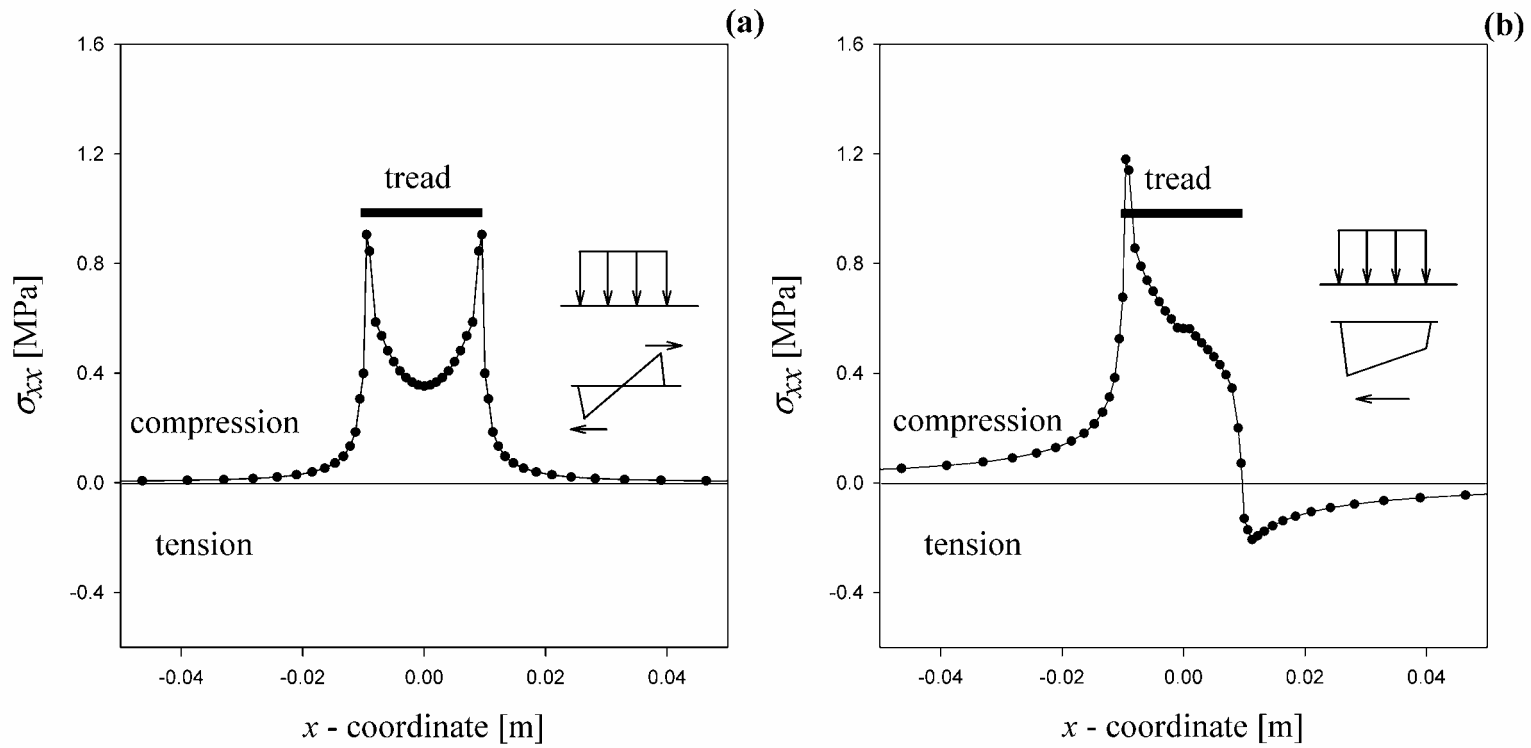 (a)
1.6
1.2
0.8
0.4
0.0
-0.4
σxx [MPa]
tread
compression
tension
-0.04 -0.02 0.00 0.02 0.04
x - coordinate [m]
(b)
1.6
1.2
0.8
0.4
0.0
-0.4
σxx [MPa]
tread
compression
tension
-0.04 -0.02 0.00 0.02 0.04
x - coordinate [m]